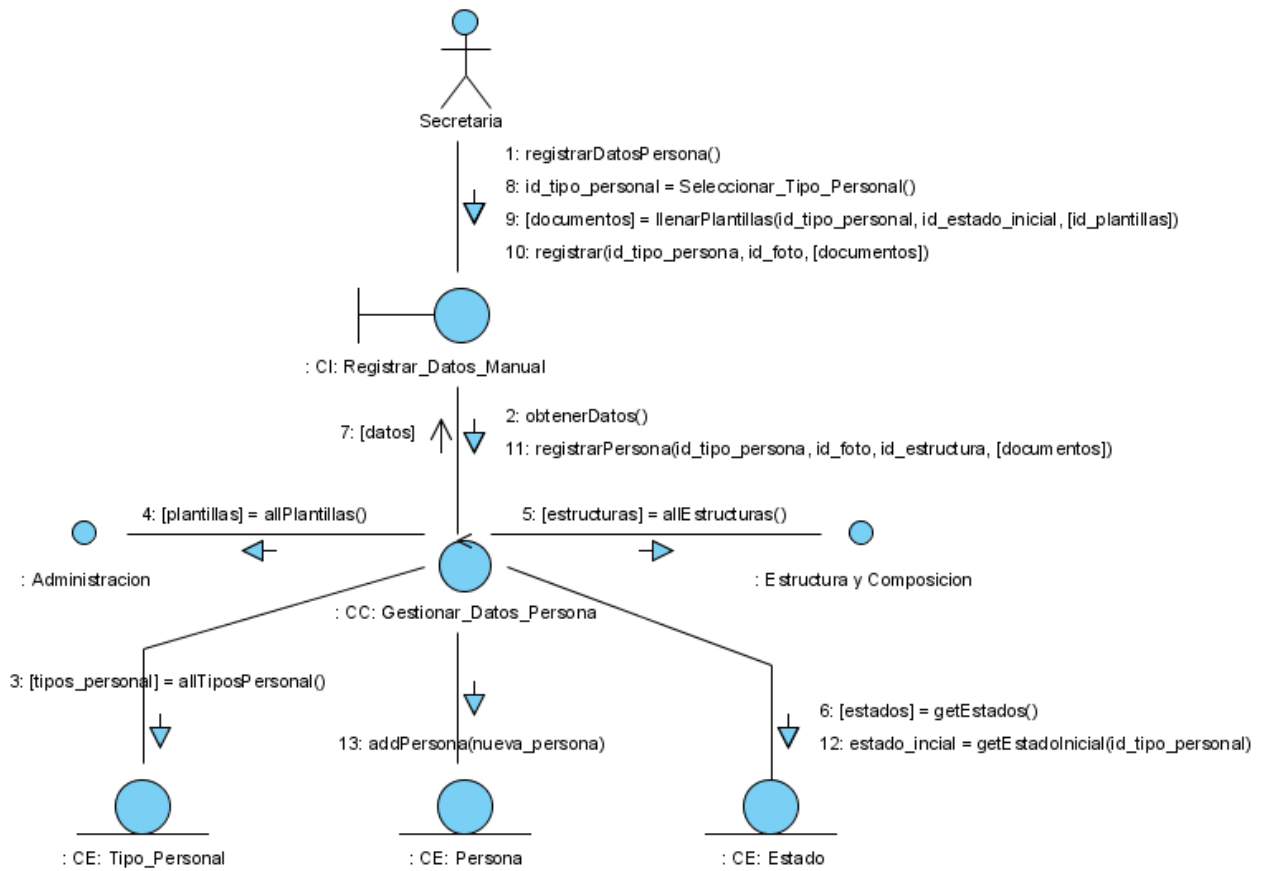 Secretaria
1: registrarDatosPersona()
8: id_tipo_personal = Seleccionar_Tipo_Personal()
9: [documentos] = llenarPlantillas(id_tipo_personal, id_estado_inicial, [id_plantillas])
10: registrar(id_tipo_persona, id_foto, [documentos])
: CI: Registrar_Datos_Manual
7: [datos]
2: obtenerDatos()
11: registrarPersona(id_tipo_persona, id_foto, id_estructura, [documentos])
4: [plantillas] = allPlantillas()
5: [estructuras] = allEstructuras()
: Administracion
: Estructura y Composicion
: CC: Gestionar_Datos_Persona
3: [tipos_personal] = allTiposPersonal()
6: [estados] = getEstados()
13: addPersona(nueva_persona)
12: estado_incial = getEstadoInicial(id_tipo_personal)
: CE: Tipo_Personal
: CE: Persona
: CE: Estado